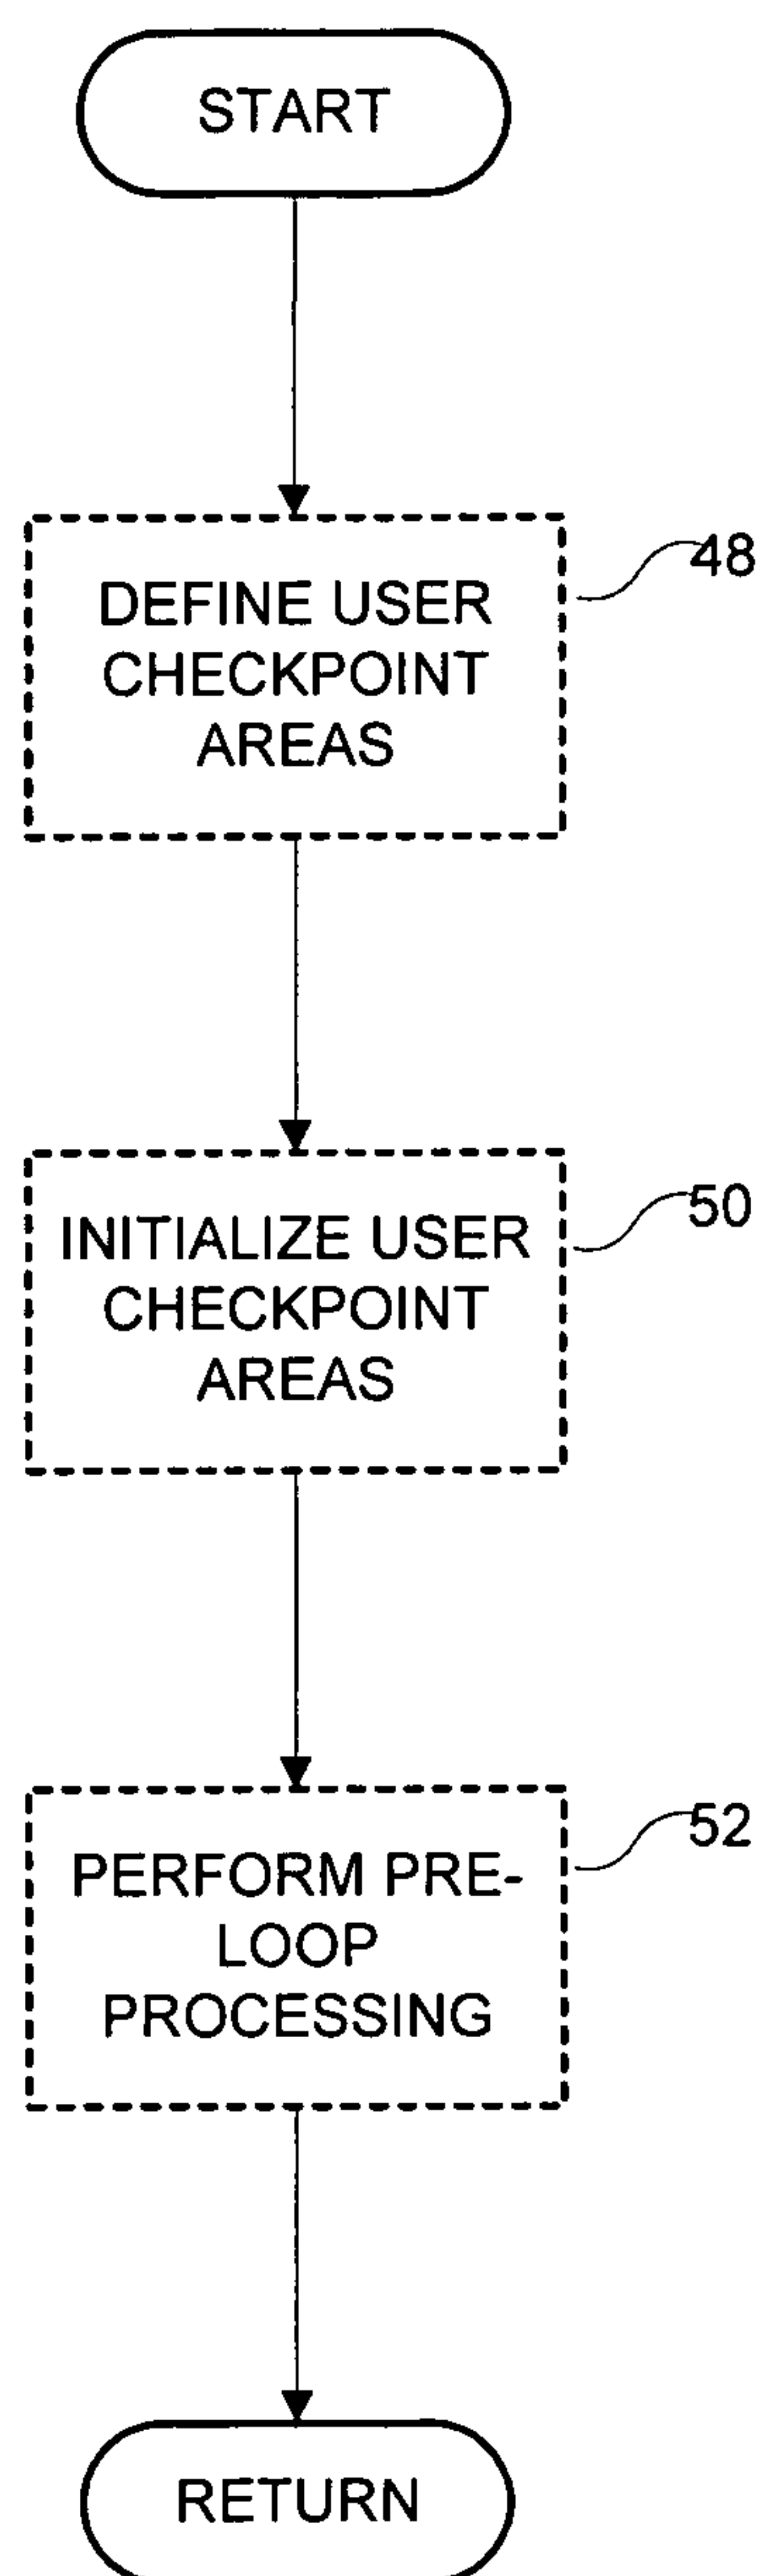 START
DEFINE USER
CHECKPOINT
AREAS
48
INITIALIZE USER
CHECKPOINT
AREAS
50
PERFORM PRE-
LOOP
PROCESSING
52
RETURN